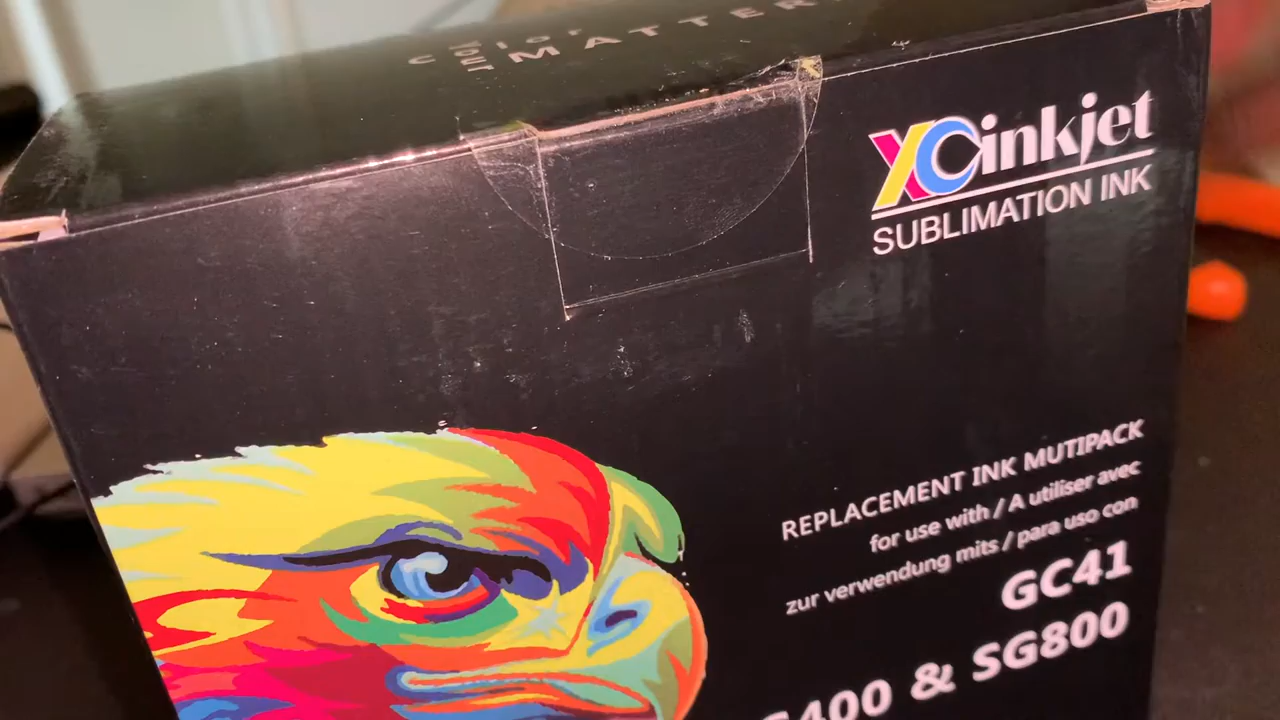 MATTER
XCinkjet
SUBLIMATION INK
REPLACEMENT INK MUTIPACK
for use with / A utiliser avec
zur verwendung mits / para uso con
GC41
& SG800